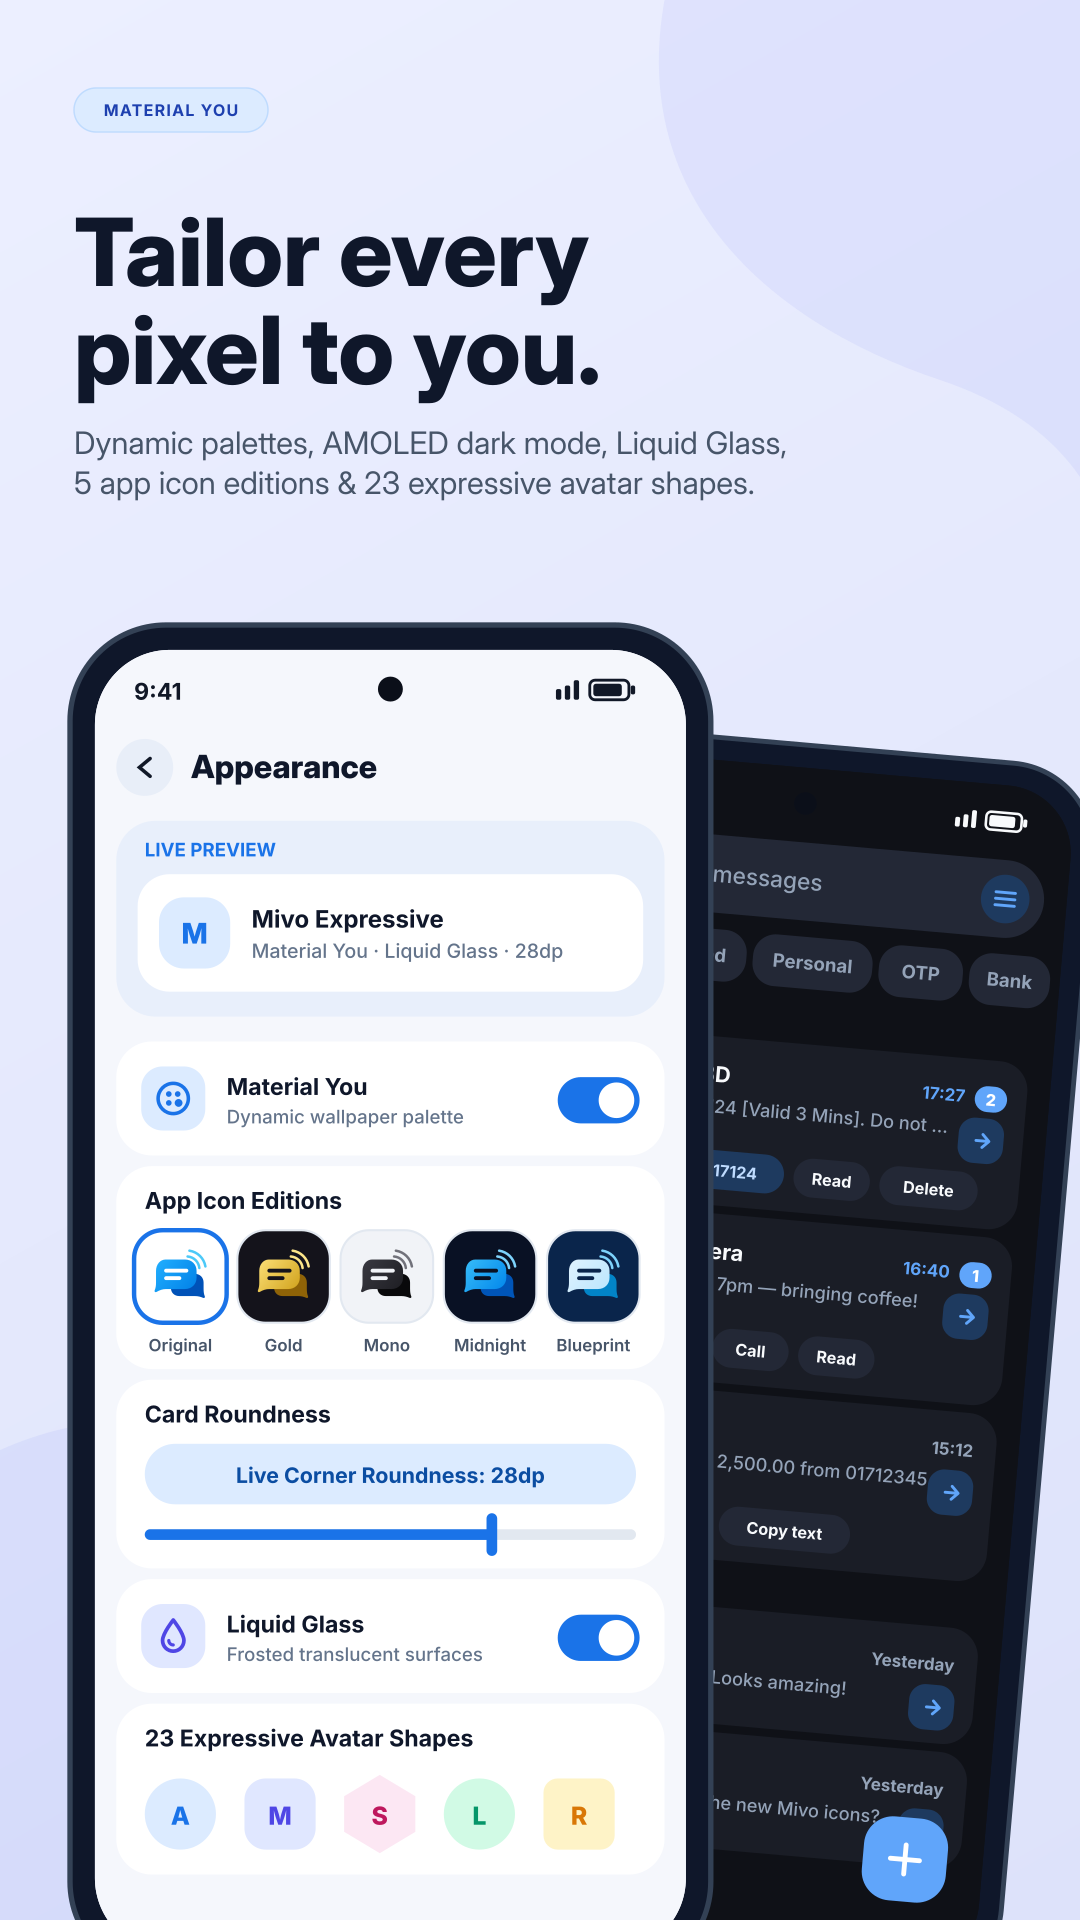 MATERIAL YOU
Tailor every
pixel to you.
Dynamic palettes, AMOLED dark mode, Liquid Glass,
5 app icon editions & 23 expressive avatar shapes.
9:41
Appearance
LIVE PREVIEW
M
Mivo Expressive
Material You · Liquid Glass · 28dp
Material You
Dynamic wallpaper palette
App Icon Editions
Original Gold Mono Midnight Blueprint
Card Roundness
Live Corner Roundness: 28dp
Liquid Glass
Frosted translucent surfaces
23 Expressive Avatar Shapes
A M S L R
messages
d Personal OTP Bank
D
17:27 2
24 [Valid 3 Mins]. Do not ...
17124 Read Delete
era
16:40 1
7pm — bringing coffee!
Call Read
15:12
2,500.00 from 01712345
Copy text
Yesterday
Looks amazing!
Yesterday
new Mivo icons?